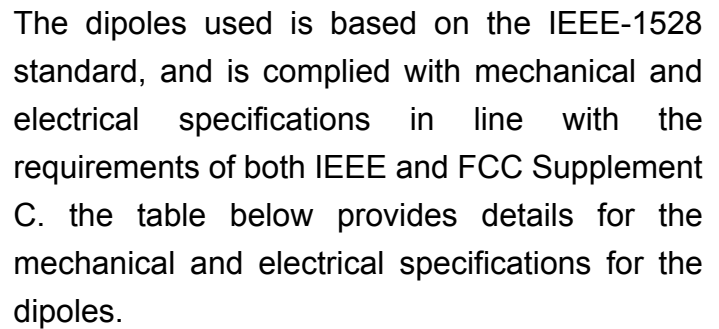 The dipoles used is based on the IEEE-1528
standard, and is complied with mechanical and
electrical specifications in line with the
requirements of both IEEE and FCC Supplement
C. the table below provides details for the
mechanical and electrical specifications for the
dipoles.